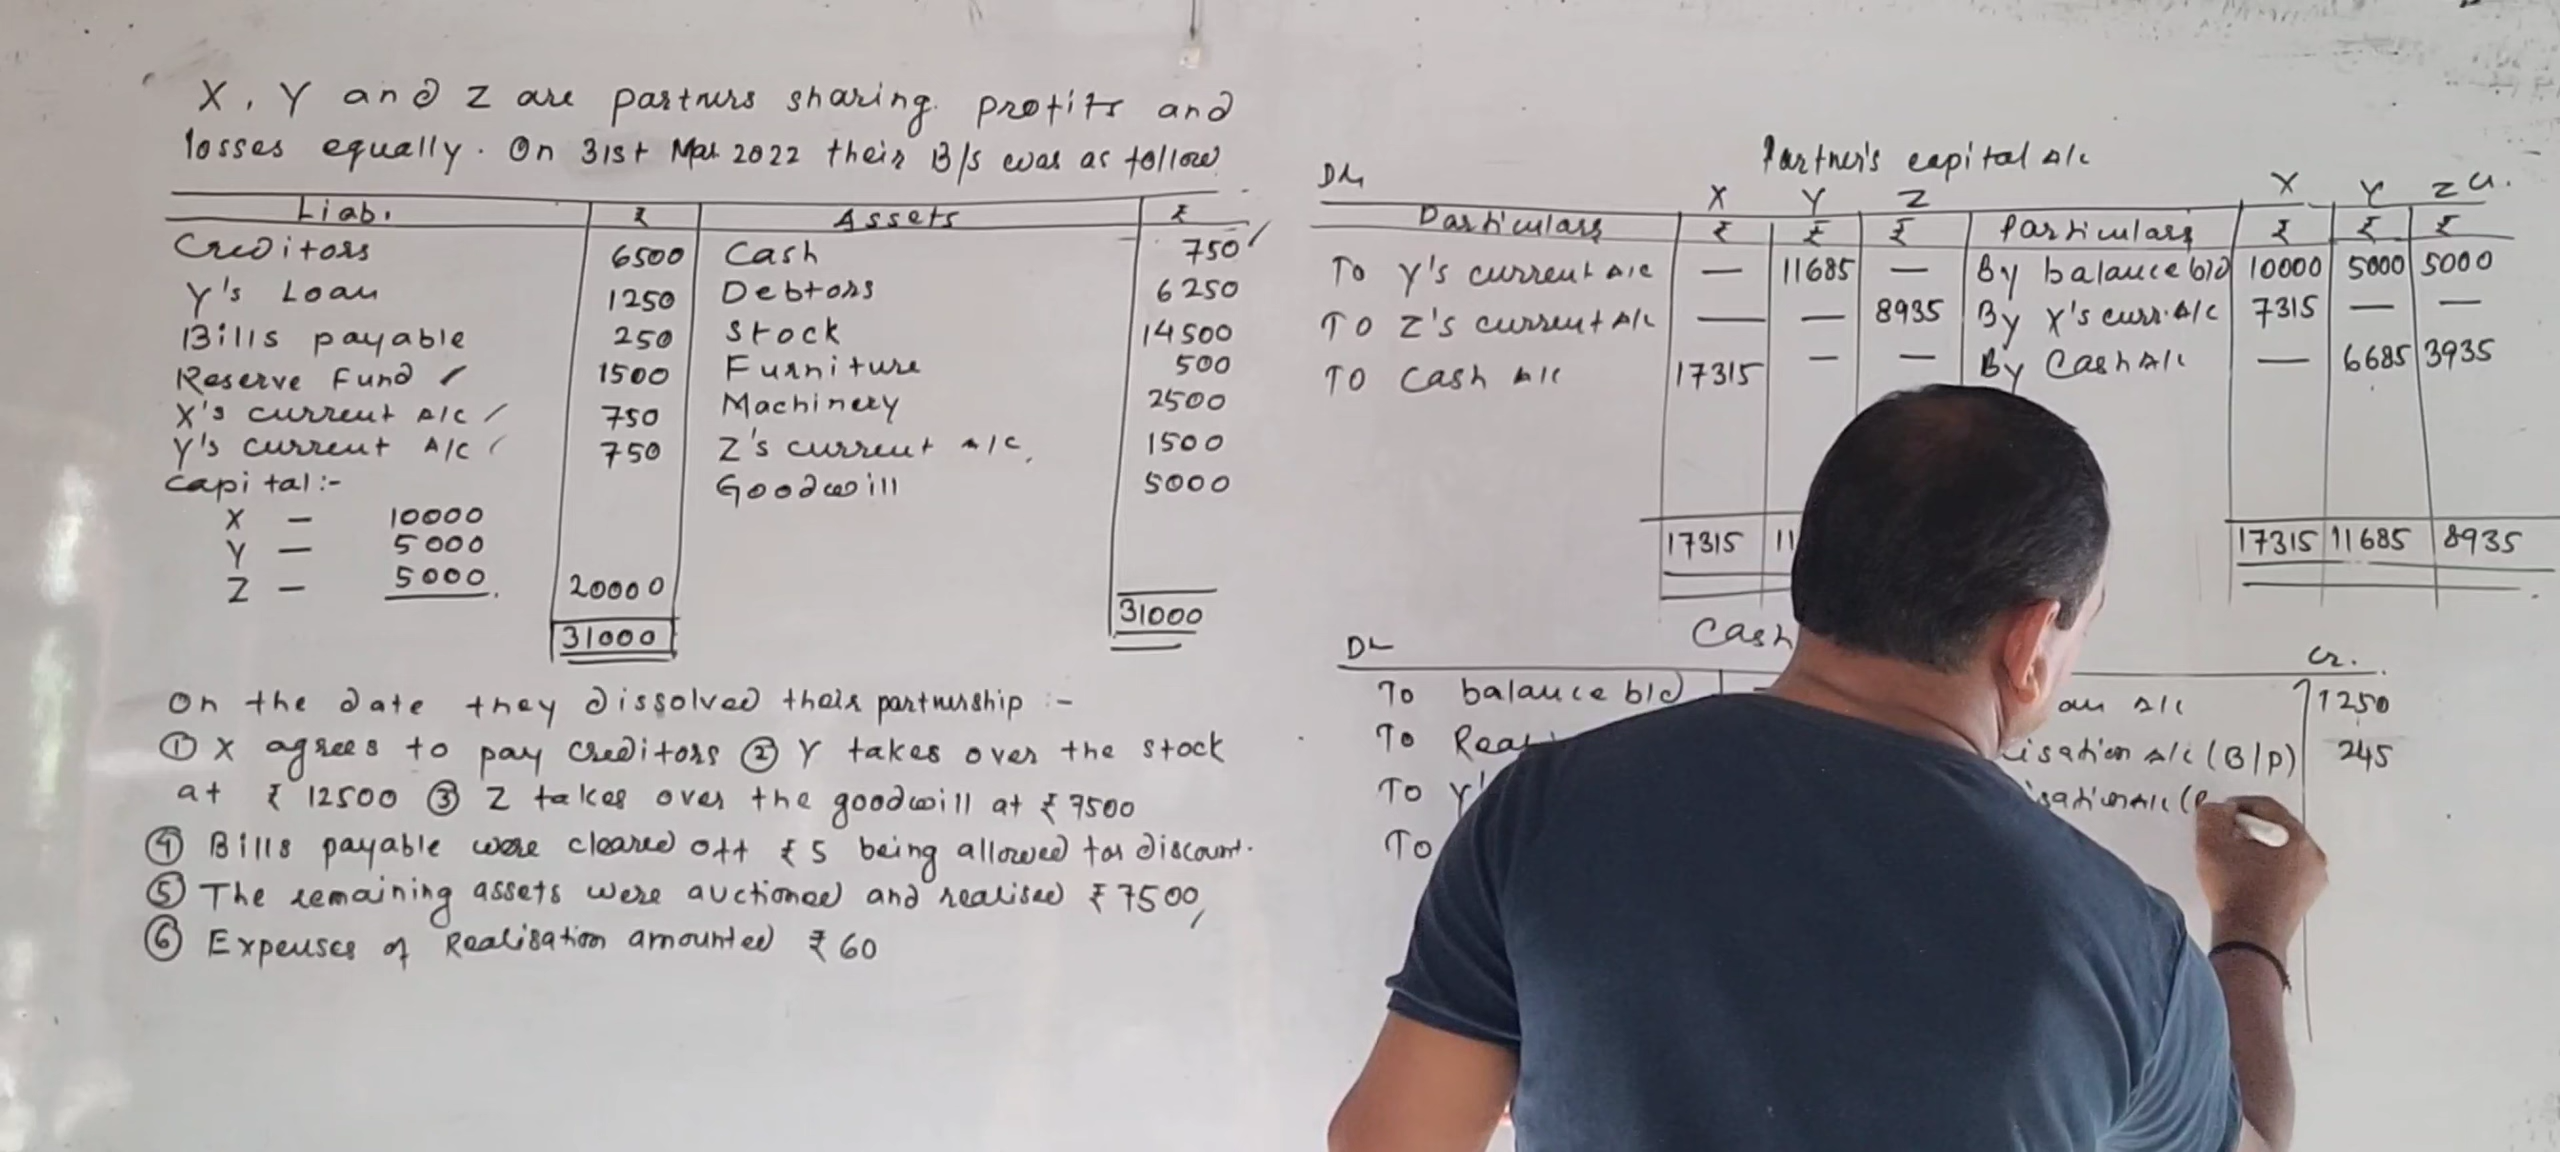 X, Y and Z are partners sharing profits and
losses equally. On 31st Mar 2022 their B/s was as follow
Liab. ₹ Assets ₹
Creditors 6500 Cash 750
Y's Loan 1250 Debtors 6250
Bills payable 250 Stock 14500
Reserve Fund 1500 Furniture 500
X's current A/c 750 Machinery 2500
Y's current A/c 750 Z's current A/c 1500
Capital :- Goodwill 5000
X — 10000
Y — 5000
Z — 5000 20000
31000 31000
On the date they dissolved their partnership :-
① X agrees to pay creditors ② Y takes over the stock
at ₹ 12500 ③ Z takes over the goodwill at ₹ 7500
④ Bills payable were cleared off ₹ 5 being allowed for discount.
⑤ The remaining assets were auctioned and realised ₹ 7500
⑥ Expenses of Realisation amounted ₹ 60
Partner's capital A/c
Dr Cr.
X Y Z X Y Z
Particulars ₹ ₹ ₹ Particulars ₹ ₹ ₹
To Y's current A/c — 11685 — By balance b/d 10000 5000 5000
To Z's current A/c — — 8935 By X's curr. A/c 7315 — —
To Cash A/c 17315 — — By Cash A/c — 6685 3935
17315 11 17315 11685 8935
Cash
Dr Cr.
To balance b/d an A/c 1250
To Rea isation A/c (B/P) 245
To Y' isation A/c (
To